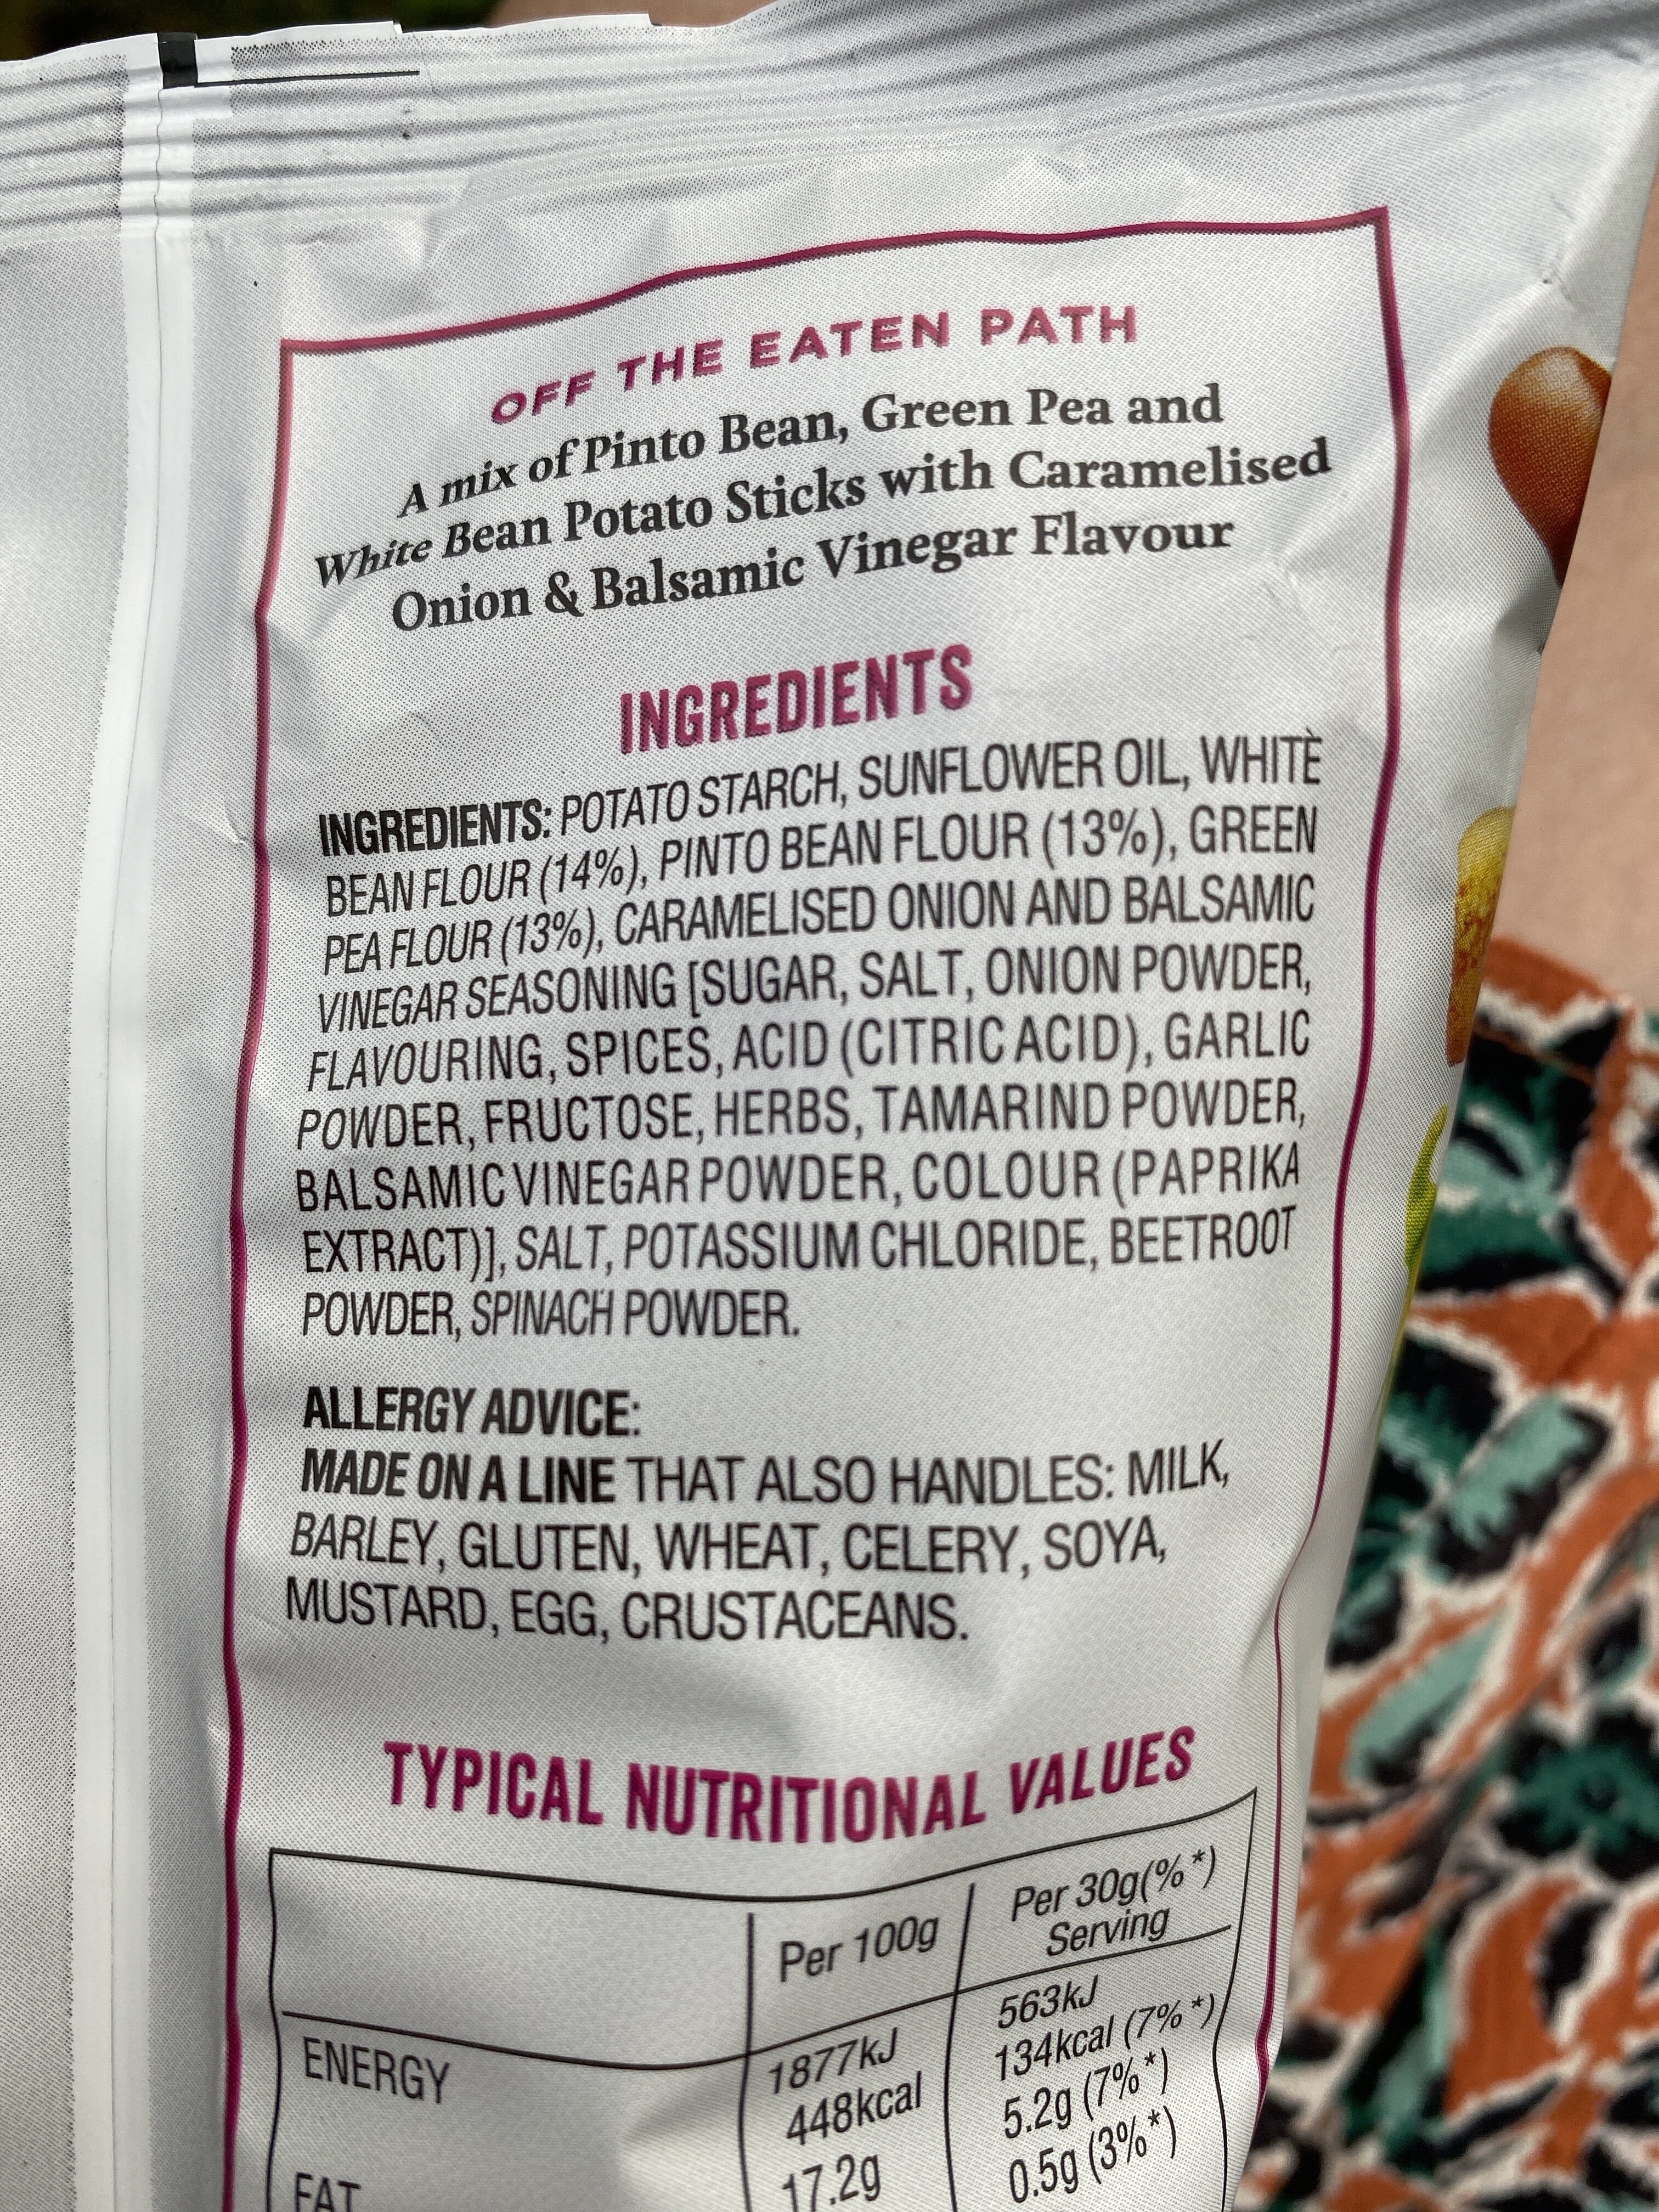 OFF THE EATEN PATH
A mix of Pinto Bean, Green Pea and
White Bean Potato Sticks with Caramelised
Onion & Balsamic Vinegar Flavour
INGREDIENTS
INGREDIENTS: POTATO STARCH, SUNFLOWER OIL, WHITE
BEAN FLOUR (14%), PINTO BEAN FLOUR (13%), GREEN
PEA FLOUR (13%), CARAMELISED ONION AND BALSAMIC
VINEGAR SEASONING [SUGAR, SALT, ONION POWDER,
FLAVOURING, SPICES, ACID (CITRIC ACID), GARLIC
POWDER, FRUCTOSE, HERBS, TAMARIND POWDER,
BALSAMIC VINEGAR POWDER, COLOUR (PAPRIKA
EXTRACT)], SALT, POTASSIUM CHLORIDE, BEETROOT
POWDER, SPINACH POWDER.
ALLERGY ADVICE:
MADE ON A LINE THAT ALSO HANDLES: MILK,
BARLEY, GLUTEN, WHEAT, CELERY, SOYA,
MUSTARD, EGG, CRUSTACEANS.
TYPICAL NUTRITIONAL VALUES
Per 100g Per 30g(%*)
Serving
ENERGY 1877kJ 563kJ
448kcal 134kcal (7%*)
FAT 17.2g 5.2g (7%*)
0.5g (3%*)